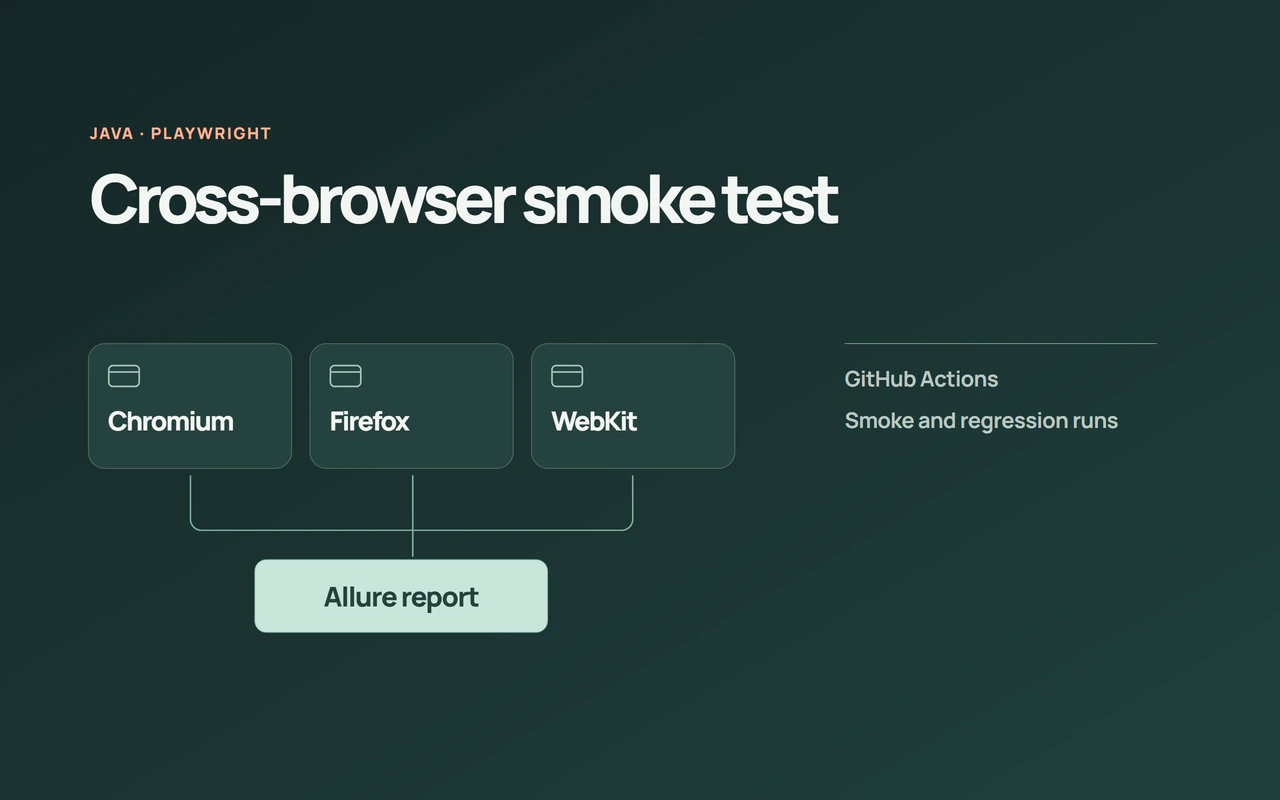 JAVA · PLAYWRIGHT
Cross-browser smoke test
Chromium
Firefox
WebKit
GitHub Actions
Smoke and regression runs
Allure report